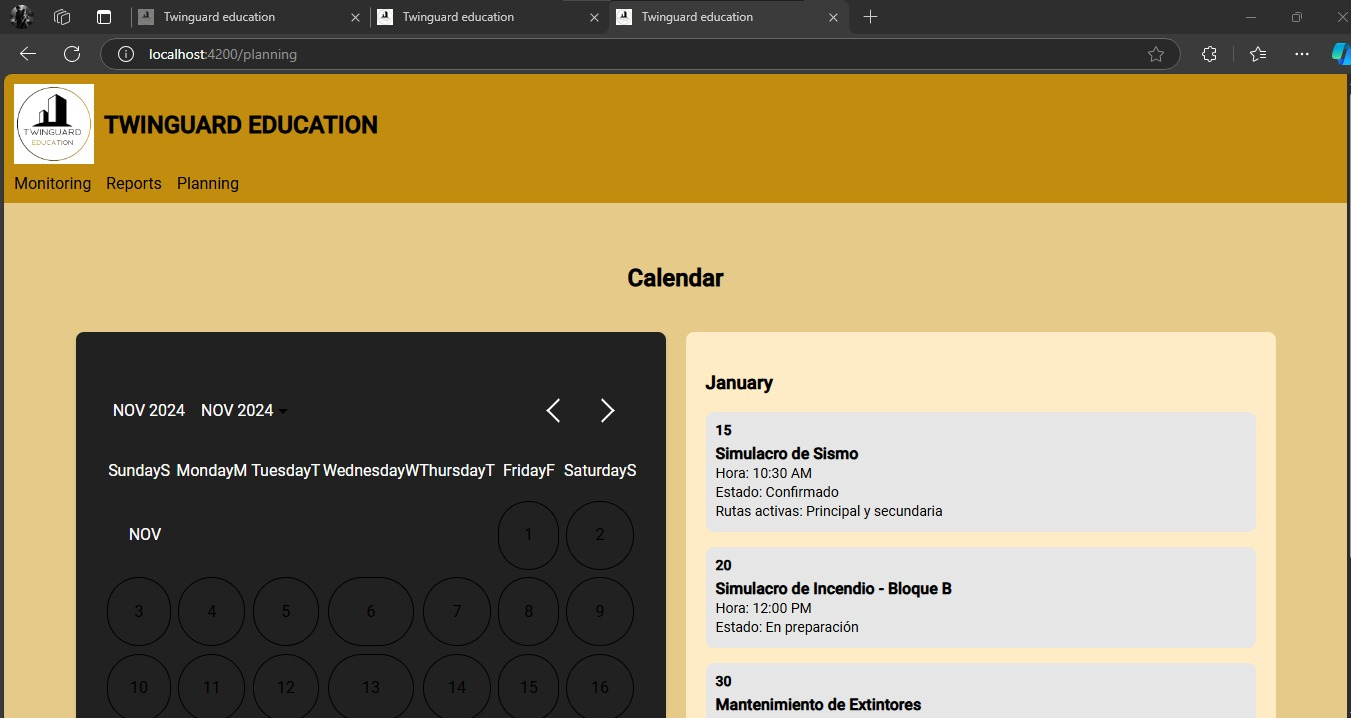 Twinguard education
Twinguard education
Twinguard education
localhost:4200/planning
TWINGUARD
EDUCATION
TWINGUARD EDUCATION
Monitoring Reports Planning
Calendar
NOV 2024 NOV 2024
SundayS MondayM TuesdayT WednesdayW ThursdayT FridayF SaturdayS
NOV 1 2
3 4 5 6 7 8 9
10 11 12 13 14 15 16
January
15
Simulacro de Sismo
Hora: 10:30 AM
Estado: Confirmado
Rutas activas: Principal y secundaria
20
Simulacro de Incendio - Bloque B
Hora: 12:00 PM
Estado: En preparación
30
Mantenimiento de Extintores